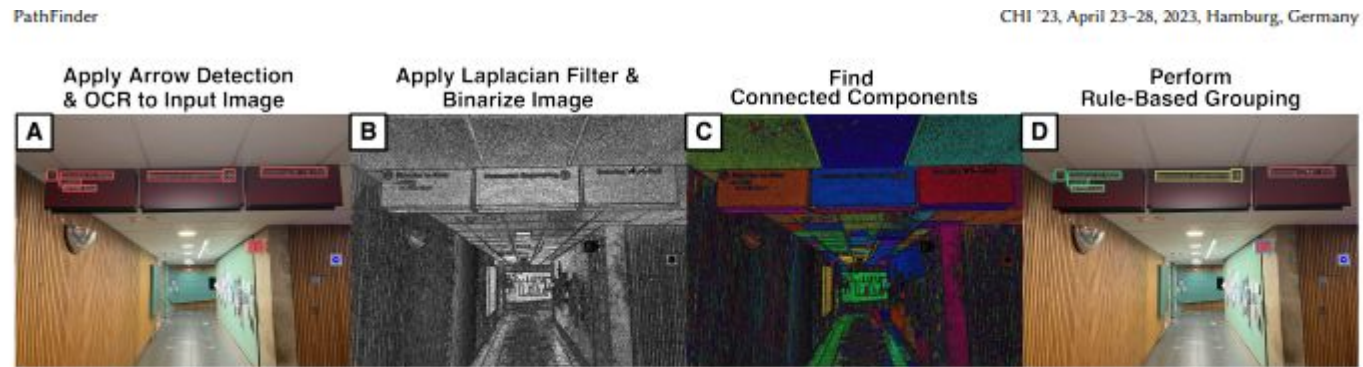 PathFinder
CHI '23, April 23–28, 2023, Hamburg, Germany
Apply Arrow Detection
& OCR to Input Image
Apply Laplacian Filter &
Binarize Image
Find
Connected Components
Perform
Rule-Based Grouping
A
B
C
D